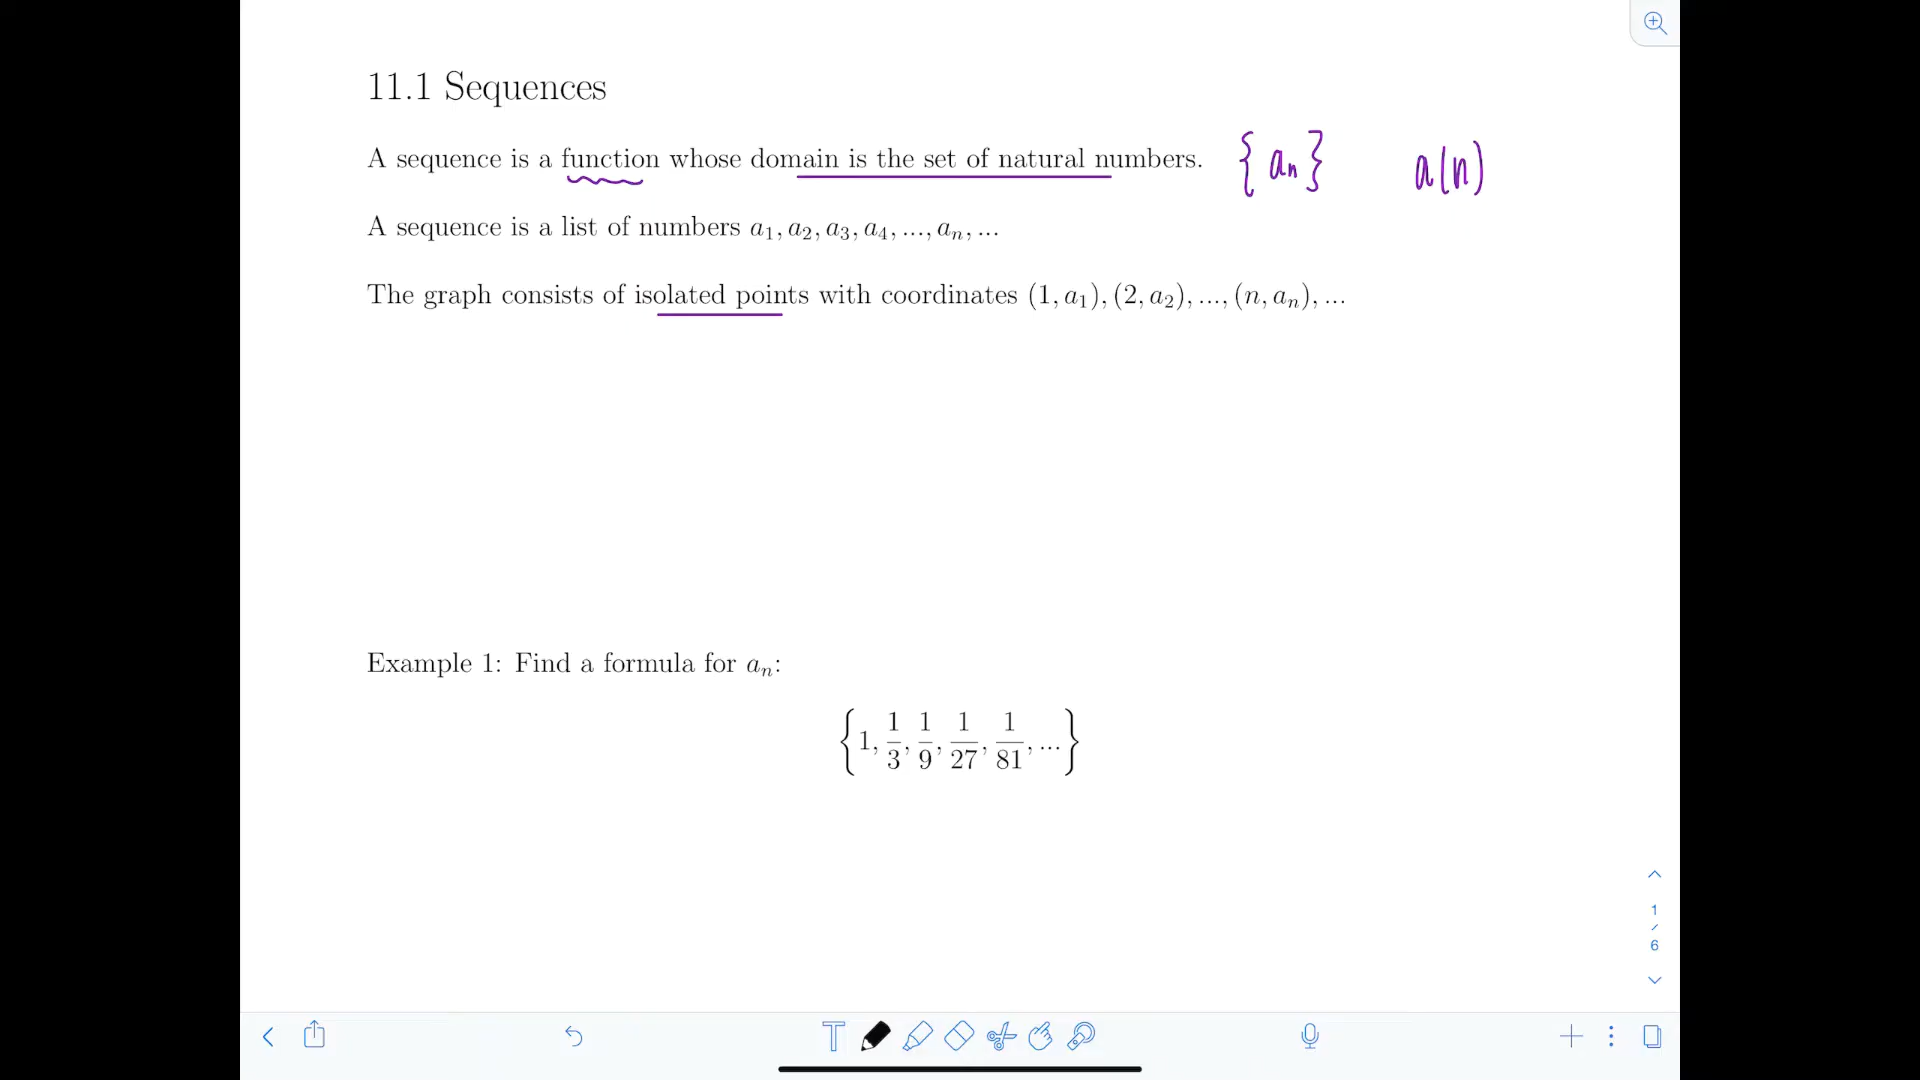 11.1 Sequences
A sequence is a function whose domain is the set of natural numbers. {aₙ} a(n)
A sequence is a list of numbers a₁, a₂, a₃, a₄, ..., aₙ, ...
The graph consists of isolated points with coordinates (1, a₁), (2, a₂), ..., (n, aₙ), ...
Example 1: Find a formula for aₙ:
{1, 1/3, 1/9, 1/27, 1/81, ...}
1
/
6